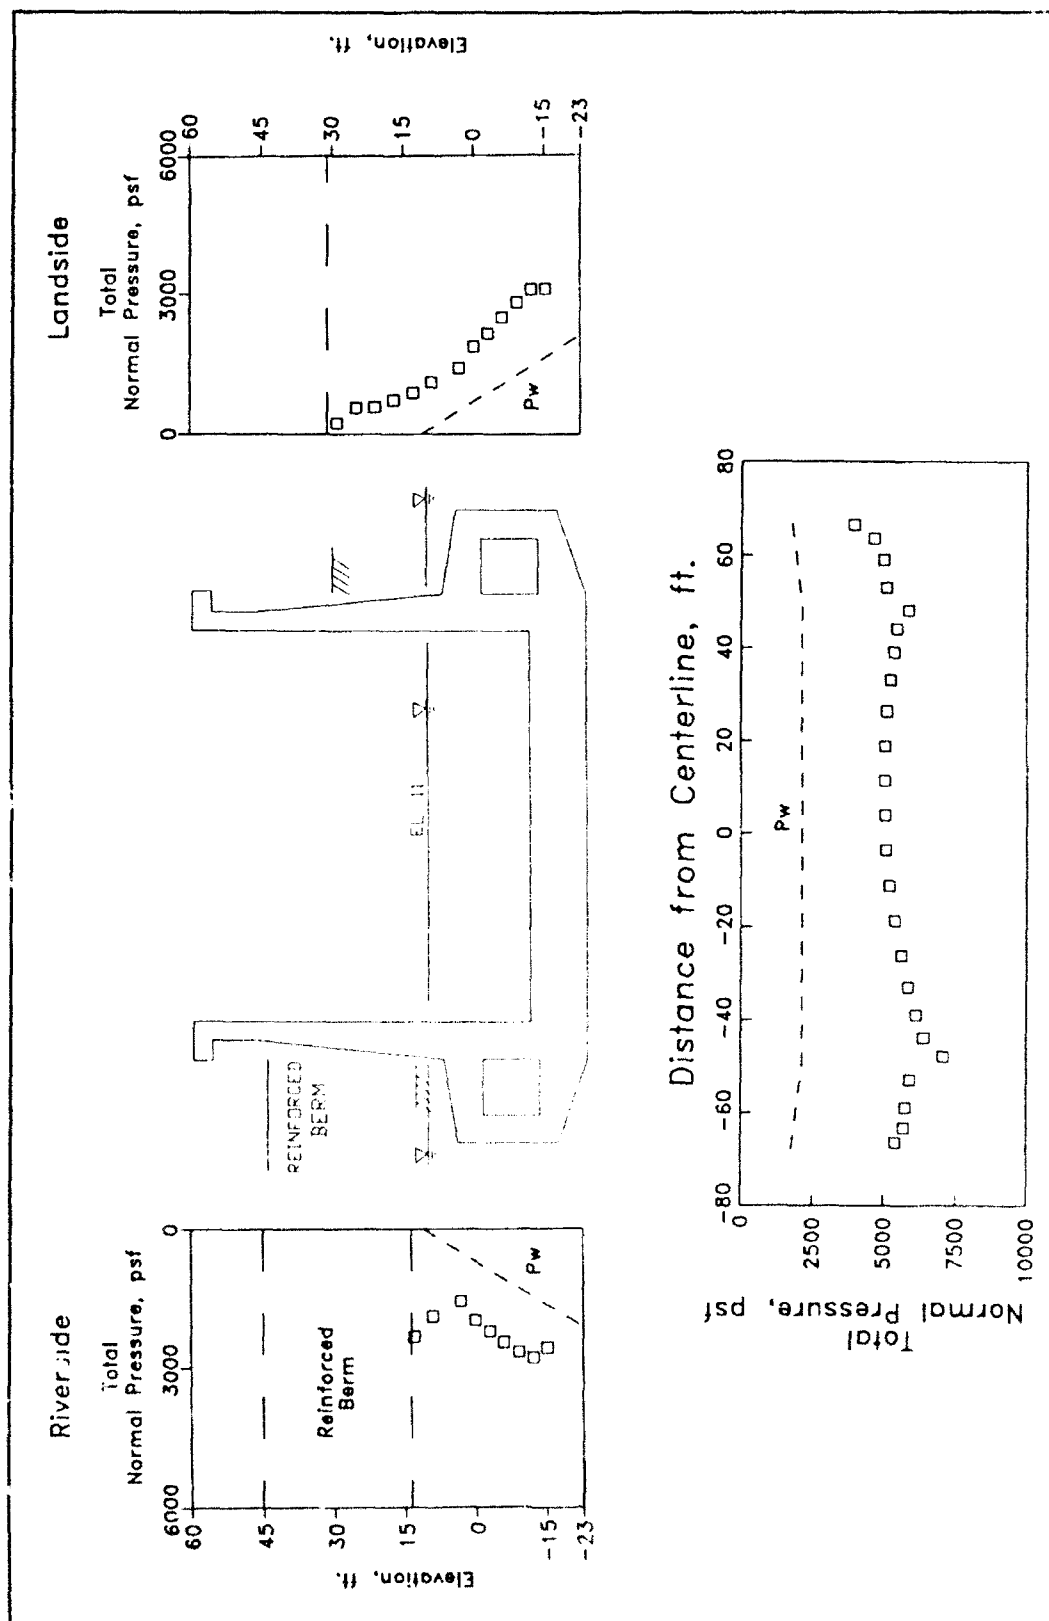 Riverside
Total
Normal Pressure, psf
6000
3000
0
60
45
30
15
0
-15
-23
Elevation, ft.
Reinforced
Berm
Pw
REINFORCED
BERM
EL 11
Landside
Total
Normal Pressure, psf
0
3000
6000
60
45
30
15
0
-15
-23
Elevation, ft.
Pw
Distance from Centerline, ft.
-80
-60
-40
-20
0
20
40
60
80
Pw
0
2500
5000
7500
10000
Total
Normal Pressure, psf